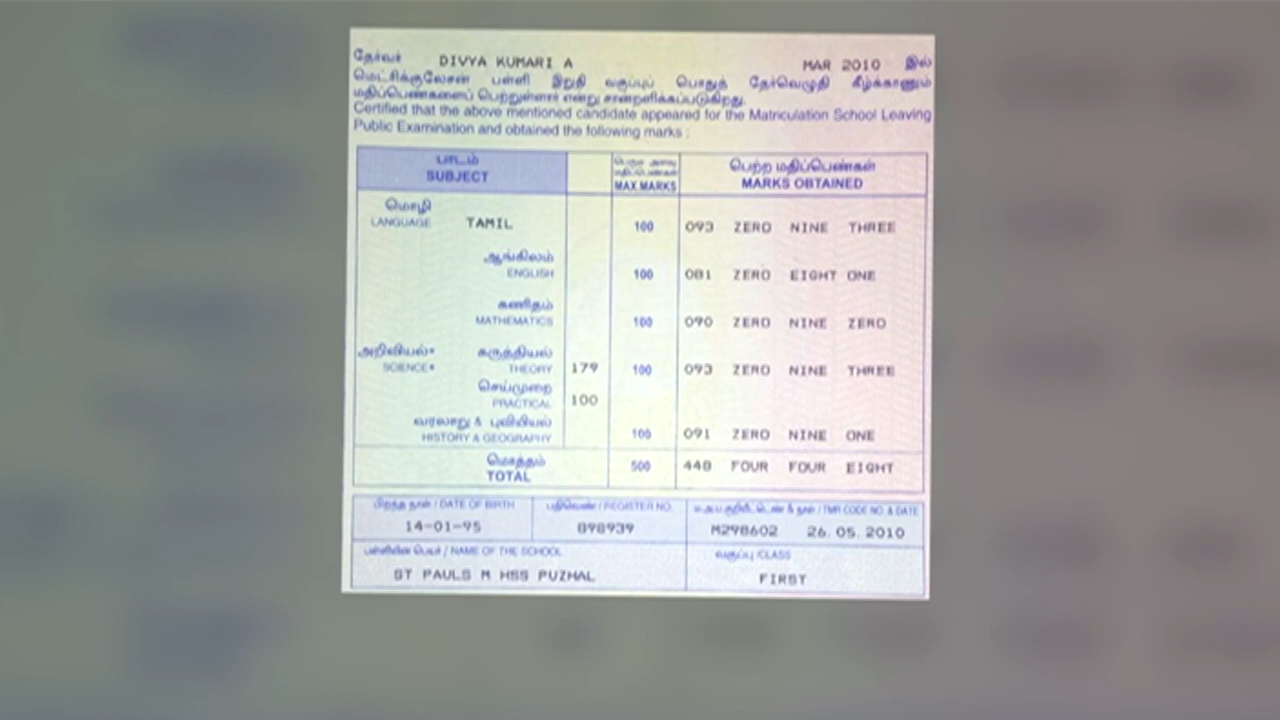 தேர்வர் DIVYA KUMARI A MAR 2010 இல்
மெட்ரிக்குலேசன் பள்ளி இறுதி வகுப்புப் பொதுத் தேர்வெழுதி கீழ்க்காணும்
மதிப்பெண்களைப் பெற்றுள்ளார் என்று சான்றளிக்கப்படுகிறது.
Certified that the above mentioned candidate appeared for the Matriculation School Leaving
Public Examination and obtained the following marks :
பாடம் பெற்ற மதிப்பெண்கள்
SUBJECT MAX MARKS MARKS OBTAINED
மொழி
LANGUAGE TAMIL 100 093 ZERO NINE THREE
ஆங்கிலம்
ENGLISH 100 081 ZERO EIGHT ONE
கணிதம்
MATHEMATICS 100 090 ZERO NINE ZERO
அறிவியல்* கருத்தியல்
SCIENCE* THEORY 179 100 093 ZERO NINE THREE
செய்முறை
PRACTICAL 100
வரலாறு & புவியியல்
HISTORY & GEOGRAPHY 100 091 ZERO NINE ONE
மொத்தம்
TOTAL 500 448 FOUR FOUR EIGHT
பிறந்த நாள் / DATE OF BIRTH பதிவெண் / REGISTER NO. நாள் / TMR CODE NO. & DATE
14-01-95 898939 M298602 26.05.2010
பள்ளியின் பெயர் / NAME OF THE SCHOOL வகுப்பு /CLASS
ST PAULS M HSS PUZHAL FIRST